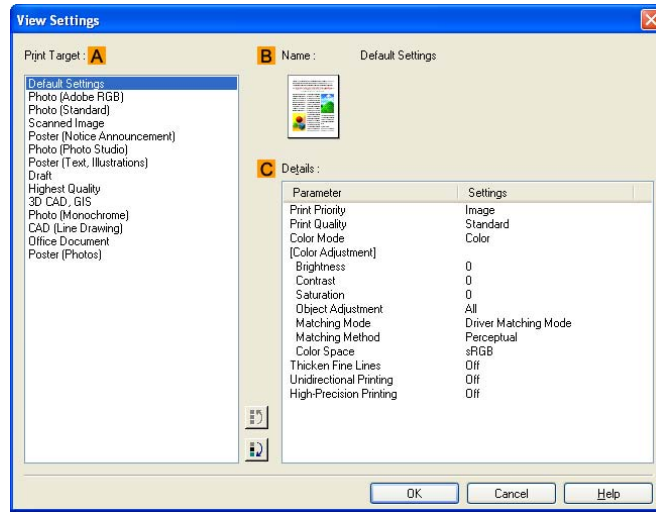 View Settings
Print Target : A
Default Settings
Photo (Adobe RGB)
Photo (Standard)
Scanned Image
Poster (Notice Announcement)
Photo (Photo Studio)
Poster (Text, Illustrations)
Draft
Highest Quality
3D CAD, GIS
Photo (Monochrome)
CAD (Line Drawing)
Office Document
Poster (Photos)
B Name : Default Settings
C Details :
Parameter Settings
Print Priority Image
Print Quality Standard
Color Mode Color
[Color Adjustment]
Brightness 0
Contrast 0
Saturation 0
Object Adjustment All
Matching Mode Driver Matching Mode
Matching Method Perceptual
Color Space sRGB
Thicken Fine Lines Off
Unidirectional Printing Off
High-Precision Printing Off
OK Cancel Help